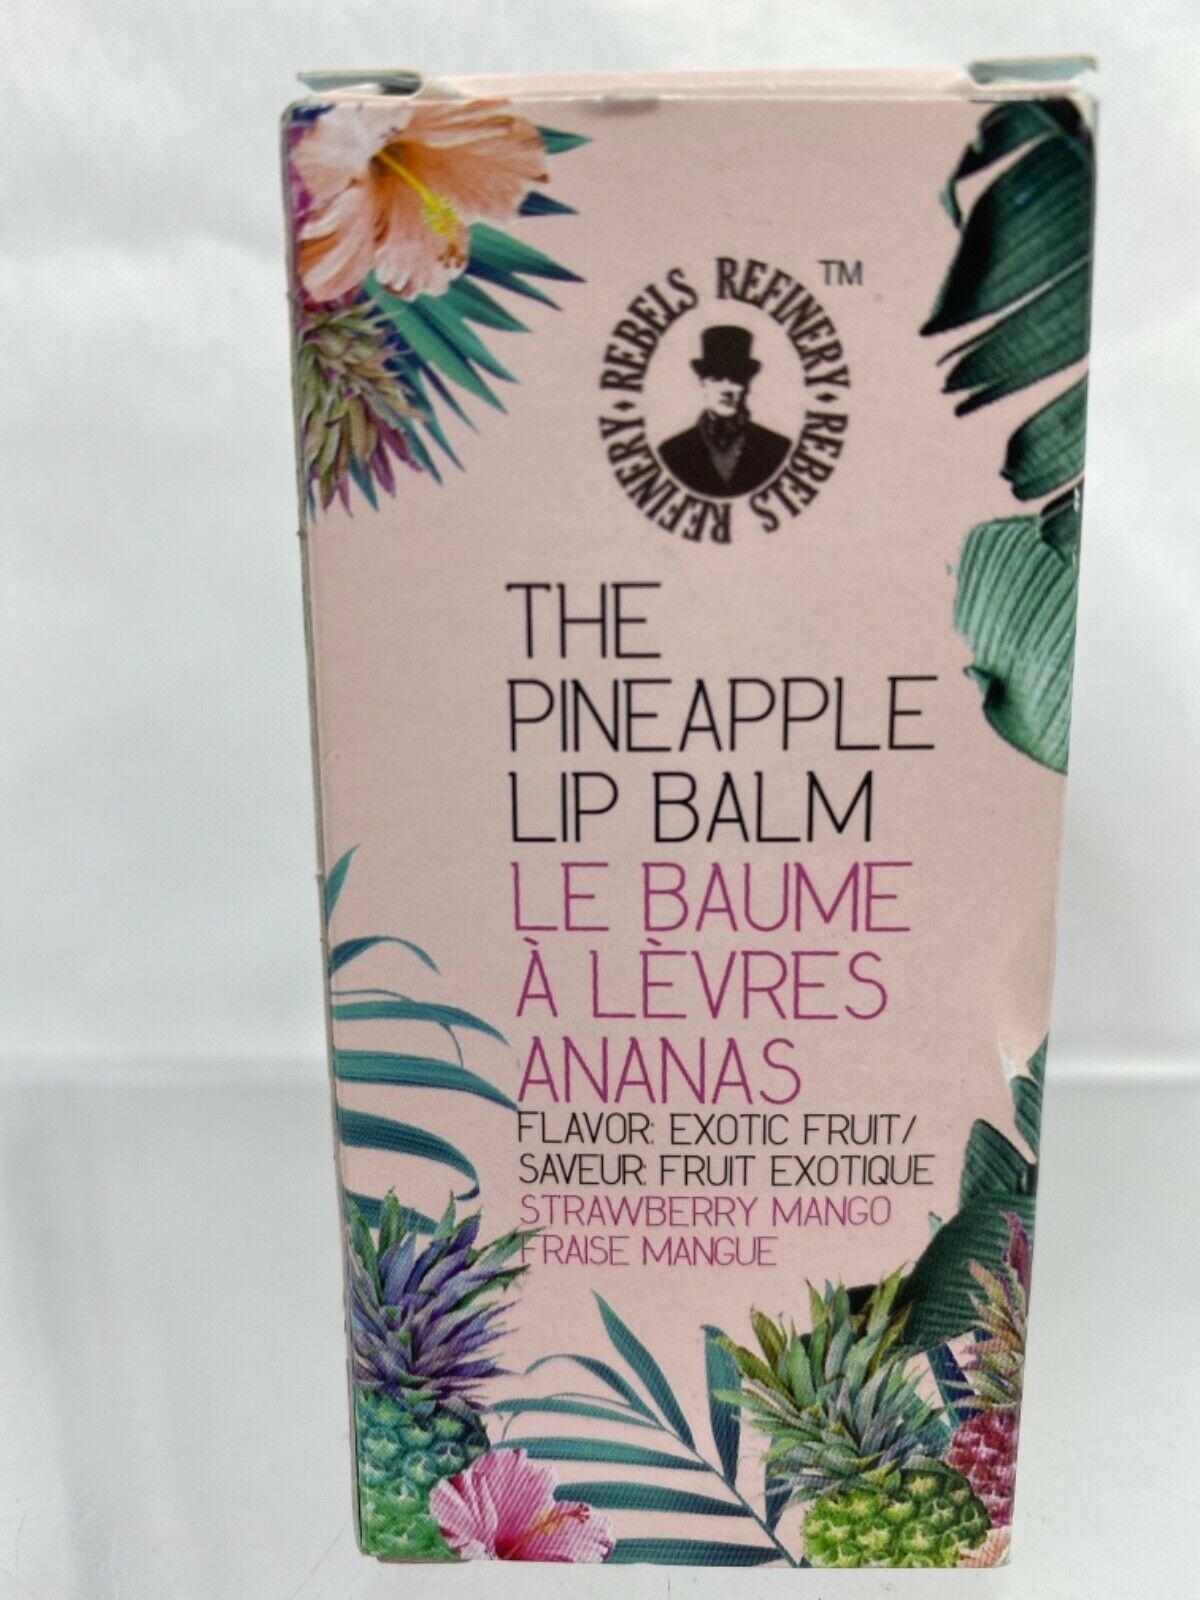 REBELS REFINERY • REBELS REFINERY •
TM
THE
PINEAPPLE
LIP BALM
LE BAUME
À LÈVRES
ANANAS
FLAVOR: EXOTIC FRUIT/
SAVEUR: FRUIT EXOTIQUE
STRAWBERRY MANGO
FRAISE MANGUE